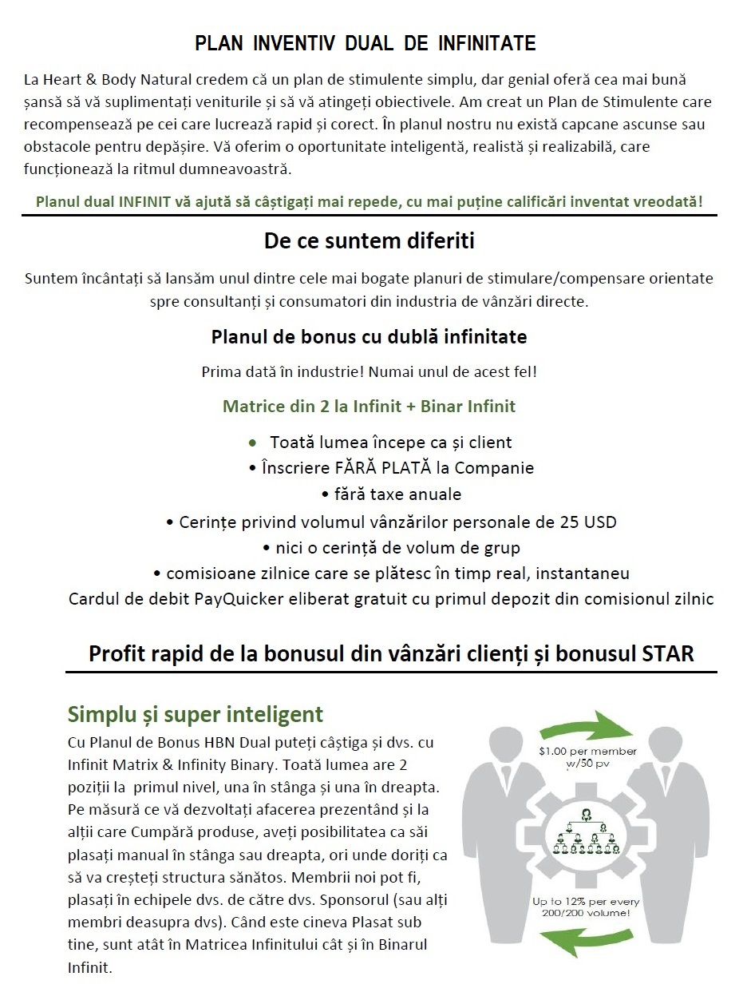 PLAN INVENTIV DUAL DE INFINITATE
La Heart & Body Natural credem că un plan de stimulente simplu, dar genial oferă cea mai bună
șansă să vă suplimentați veniturile și să vă atingeți obiectivele. Am creat un Plan de Stimulente care
recompensează pe cei care lucrează rapid și corect. În planul nostru nu există capcane ascunse sau
obstacole pentru depășire. Vă oferim o oportunitate inteligentă, realistă și realizabilă, care
funcționează la ritmul dumneavoastră.
Planul dual INFINIT vă ajută să câștigați mai repede, cu mai puține calificări inventat vreodată!
De ce suntem diferiti
Suntem încântați să lansăm unul dintre cele mai bogate planuri de stimulare/compensare orientate
spre consultanți și consumatori din industria de vânzări directe.
Planul de bonus cu dublă infinitate
Prima dată în industrie! Numai unul de acest fel!
Matrice din 2 la Infinit + Binar Infinit
• Toată lumea începe ca și client
• Înscriere FĂRĂ PLATĂ la Companie
• fără taxe anuale
• Cerințe privind volumul vânzărilor personale de 25 USD
• nici o cerință de volum de grup
• comisioane zilnice care se plătesc în timp real, instantaneu
Cardul de debit PayQuicker eliberat gratuit cu primul depozit din comisionul zilnic
Profit rapid de la bonusul din vânzări clienți și bonusul STAR
Simplu și super inteligent
Cu Planul de Bonus HBN Dual puteți câștiga și dvs. cu
Infinit Matrix & Infinity Binary. Toată lumea are 2
poziții la primul nivel, una în stânga și una în dreapta.
Pe măsură ce vă dezvoltați afacerea prezentând și la
alții care Cumpără produse, aveți posibilitatea ca săi
plasați manual în stânga sau dreapta, ori unde doriți ca
să va creșteți structura sănătos. Membrii noi pot fi,
plasați în echipele dvs. de către dvs. Sponsorul (sau alți
membri deasupra dvs). Când este cineva Plasat sub
tine, sunt atât în Matricea Infinitului cât și în Binarul
Infinit.
$1.00 per member
w/50 pv
Up to 12% per every
200/200 volume!